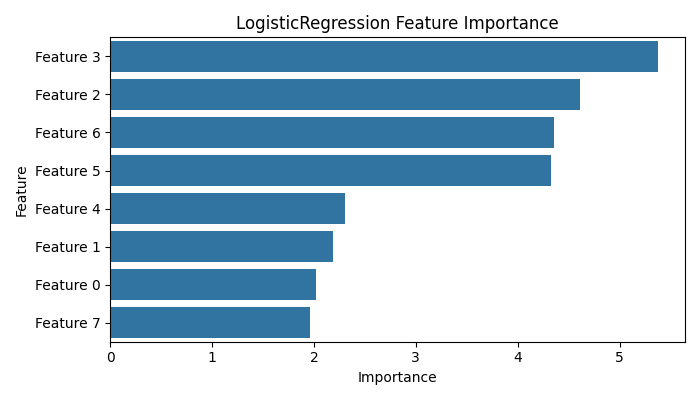 LogisticRegression Feature Importance
Feature 3
Feature 2
Feature 6
Feature 5
Feature 4
Feature 1
Feature 0
Feature 7
Feature
0 1 2 3 4 5
Importance